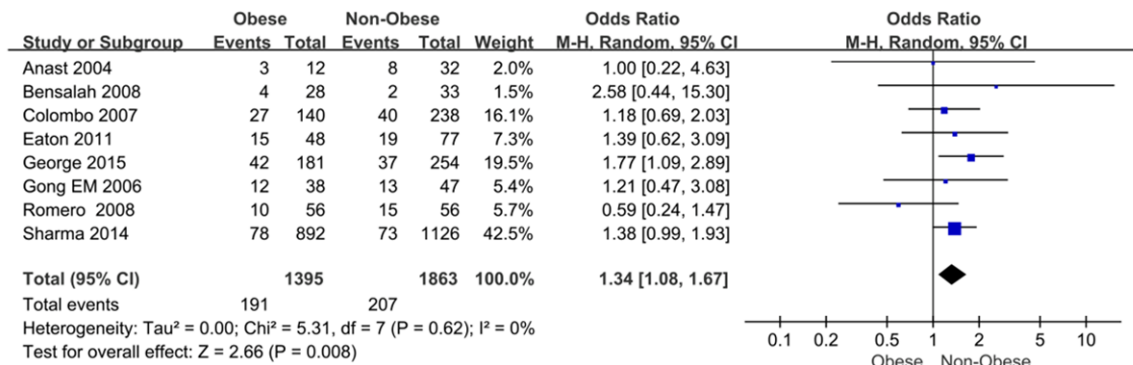 Obese Non-Obese Odds Ratio Odds Ratio
Study or Subgroup Events Total Events Total Weight M-H, Random, 95% CI M-H, Random, 95% CI
Anast 2004 3 12 8 32 2.0% 1.00 [0.22, 4.63]
Bensalah 2008 4 28 2 33 1.5% 2.58 [0.44, 15.30]
Colombo 2007 27 140 40 238 16.1% 1.18 [0.69, 2.03]
Eaton 2011 15 48 19 77 7.3% 1.39 [0.62, 3.09]
George 2015 42 181 37 254 19.5% 1.77 [1.09, 2.89]
Gong EM 2006 12 38 13 47 5.4% 1.21 [0.47, 3.08]
Romero 2008 10 56 15 56 5.7% 0.59 [0.24, 1.47]
Sharma 2014 78 892 73 1126 42.5% 1.38 [0.99, 1.93]
Total (95% CI) 1395 1863 100.0% 1.34 [1.08, 1.67]
Total events 191 207
Heterogeneity: Tau² = 0.00; Chi² = 5.31, df = 7 (P = 0.62); I² = 0%
Test for overall effect: Z = 2.66 (P = 0.008)
0.1 0.2 0.5 1 2 5 10
Obese Non-Obese